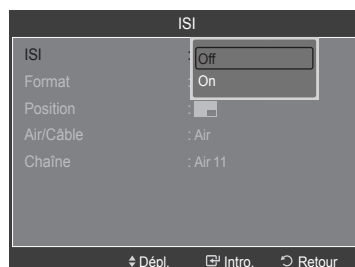 ISI
ISI : Off
Format : On
Position :
Air/Câble : Air
Chaîne : Air 11
Dépl. Intro. Retour